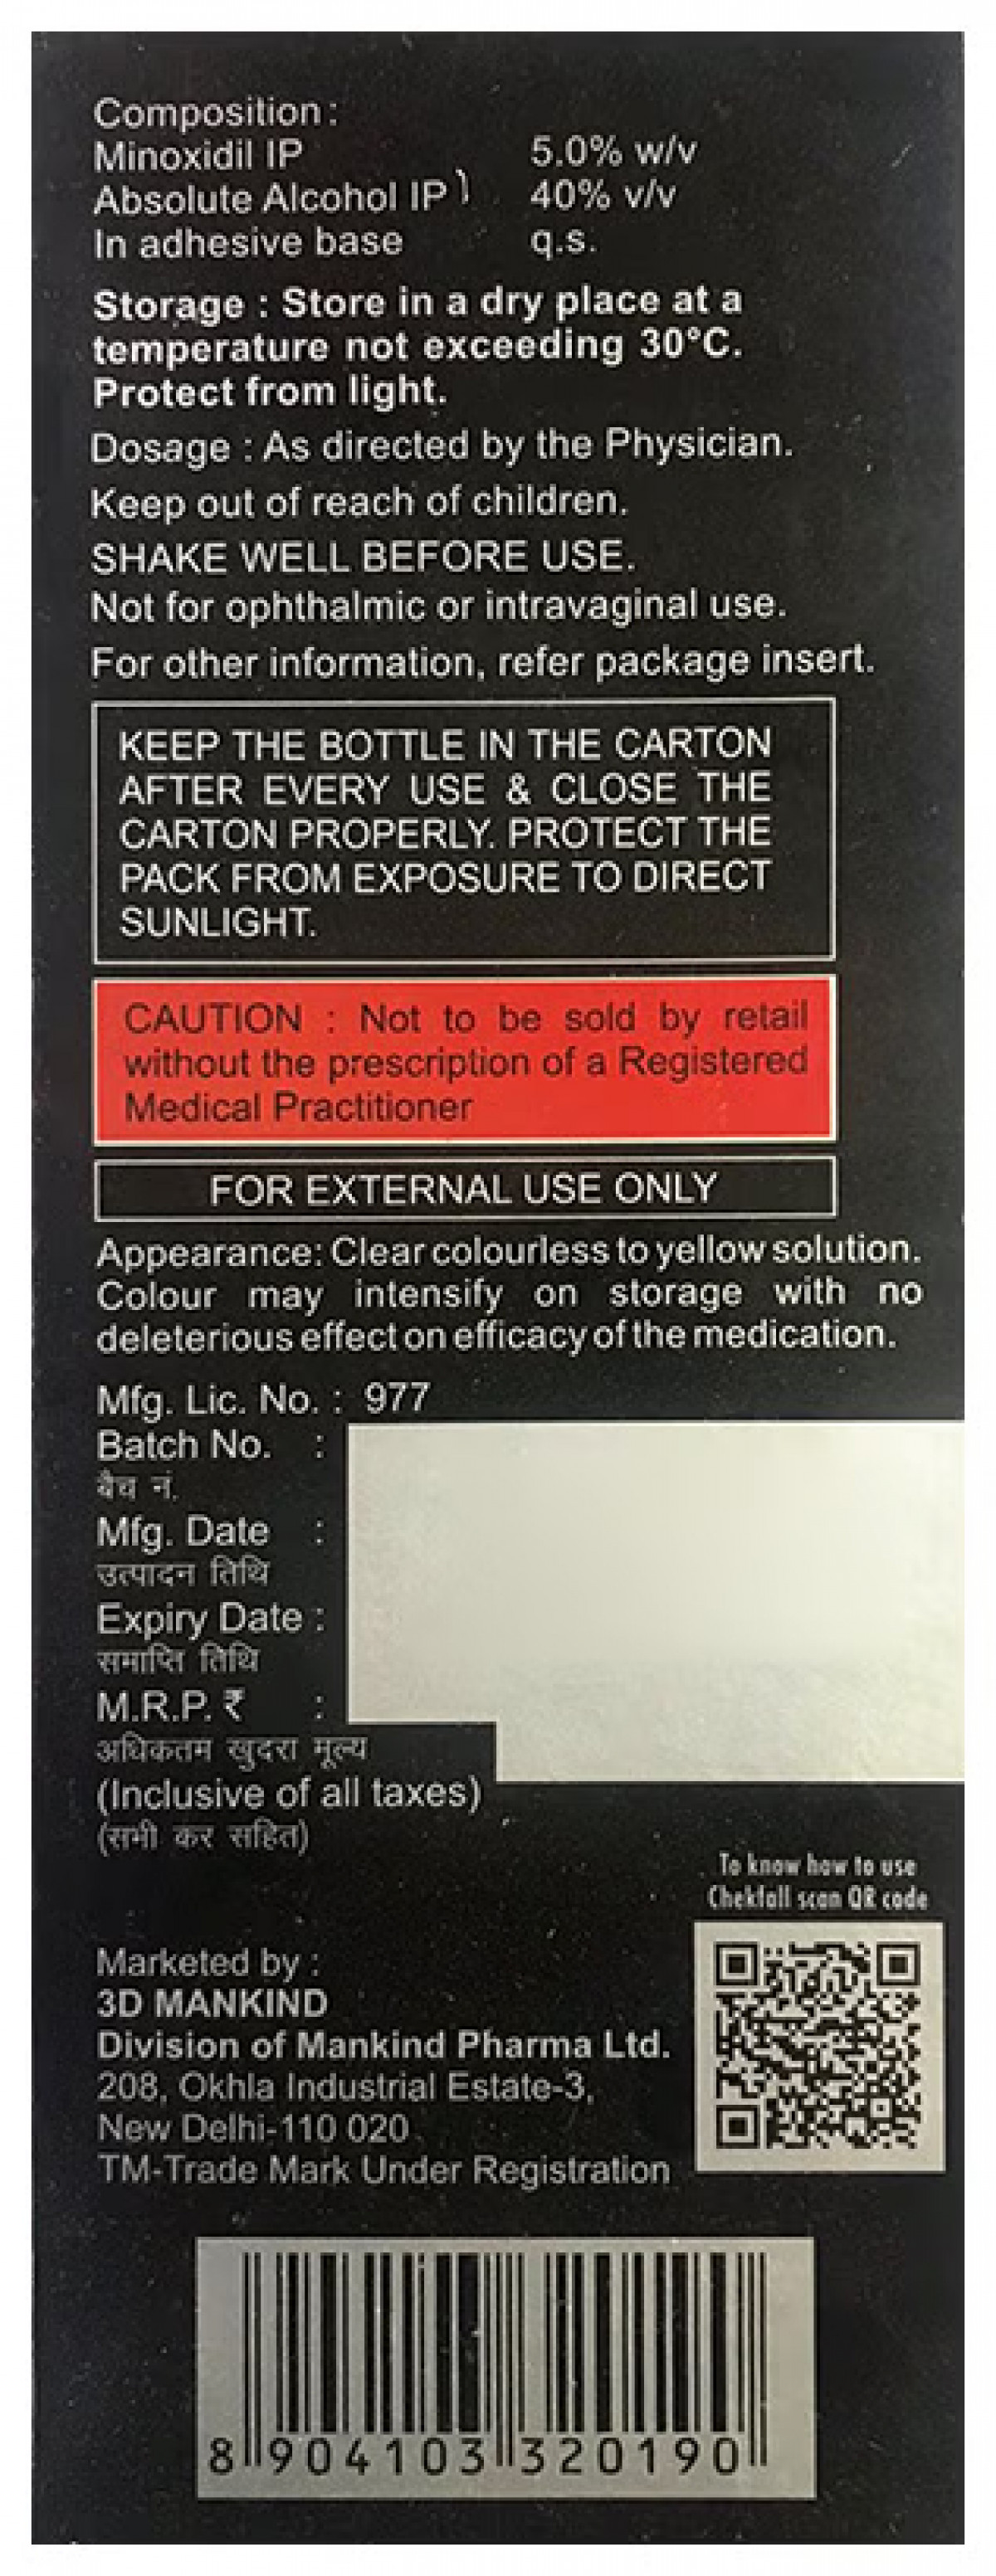 Composition :
Minoxidil IP 5.0% w/v
Absolute Alcohol IP 40% v/v
In adhesive base q.s.
Storage : Store in a dry place at a
temperature not exceeding 30°C.
Protect from light.
Dosage : As directed by the Physician.
Keep out of reach of children.
SHAKE WELL BEFORE USE.
Not for ophthalmic or intravaginal use.
For other information, refer package insert.
KEEP THE BOTTLE IN THE CARTON
AFTER EVERY USE & CLOSE THE
CARTON PROPERLY. PROTECT THE
PACK FROM EXPOSURE TO DIRECT
SUNLIGHT.
CAUTION : Not to be sold by retail
without the prescription of a Registered
Medical Practitioner
FOR EXTERNAL USE ONLY
Appearance: Clear colourless to yellow solution.
Colour may intensify on storage with no
deleterious effect on efficacy of the medication.
Mfg. Lic. No. : 977
Batch No. :
बैच नं.
Mfg. Date :
उत्पादन तिथि
Expiry Date :
समाप्ति तिथि
M.R.P. ₹ :
अधिकतम खुदरा मूल्य
(Inclusive of all taxes)
(सभी कर सहित)
To know how to use
Chekfall scan QR code
Marketed by :
3D MANKIND
Division of Mankind Pharma Ltd.
208, Okhla Industrial Estate-3,
New Delhi-110 020
TM-Trade Mark Under Registration
8 904103 320190